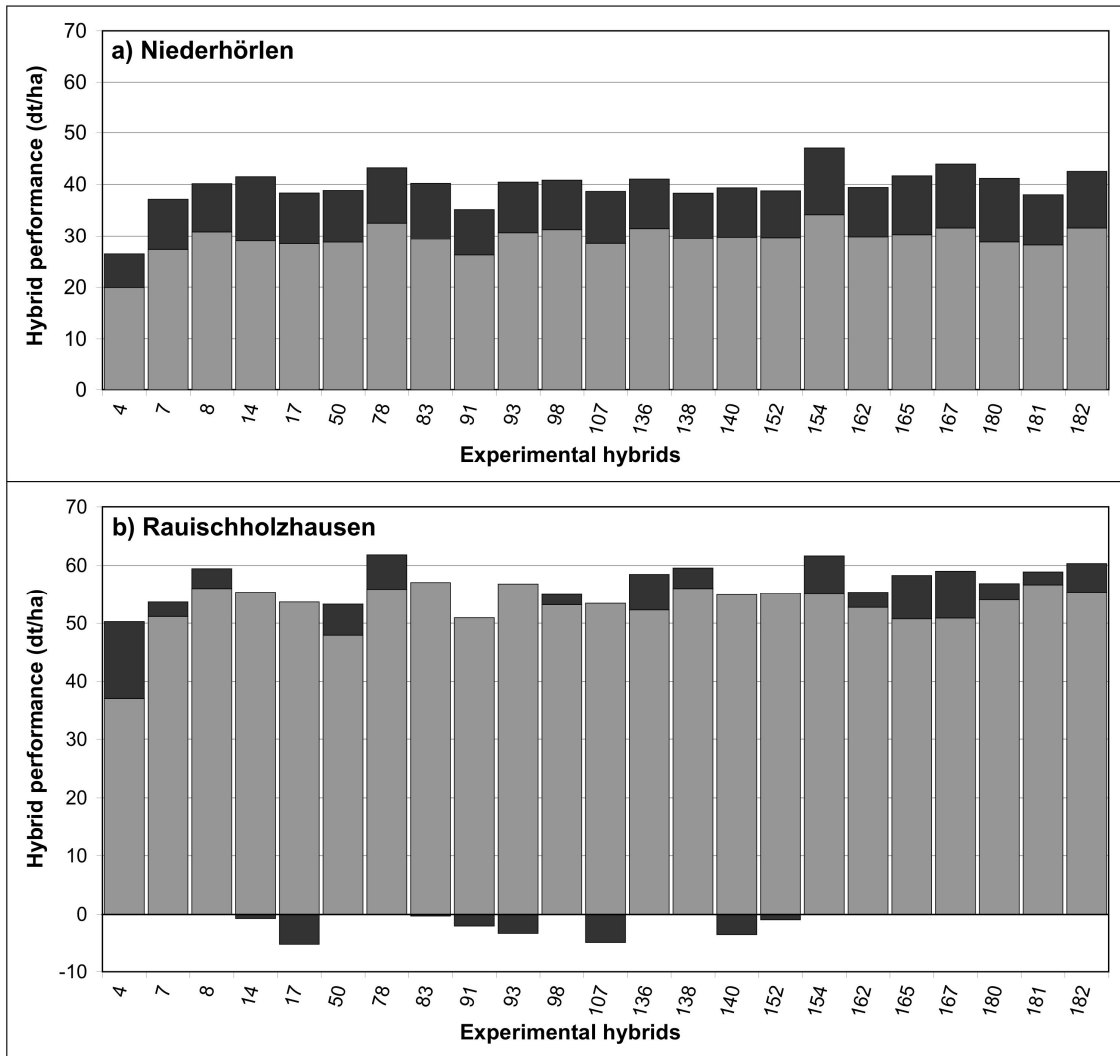 a) Niederhörlen
Hybrid performance (dt/ha)
70
60
50
40
30
20
10
0
4 7 8 14 17 50 78 83 91 93 98 107 136 138 140 152 154 162 165 167 180 181 182
Experimental hybrids
b) Rauischholzhausen
Hybrid performance (dt/ha)
70
60
50
40
30
20
10
0
-10
4 7 8 14 17 50 78 83 91 93 98 107 136 138 140 152 154 162 165 167 180 181 182
Experimental hybrids